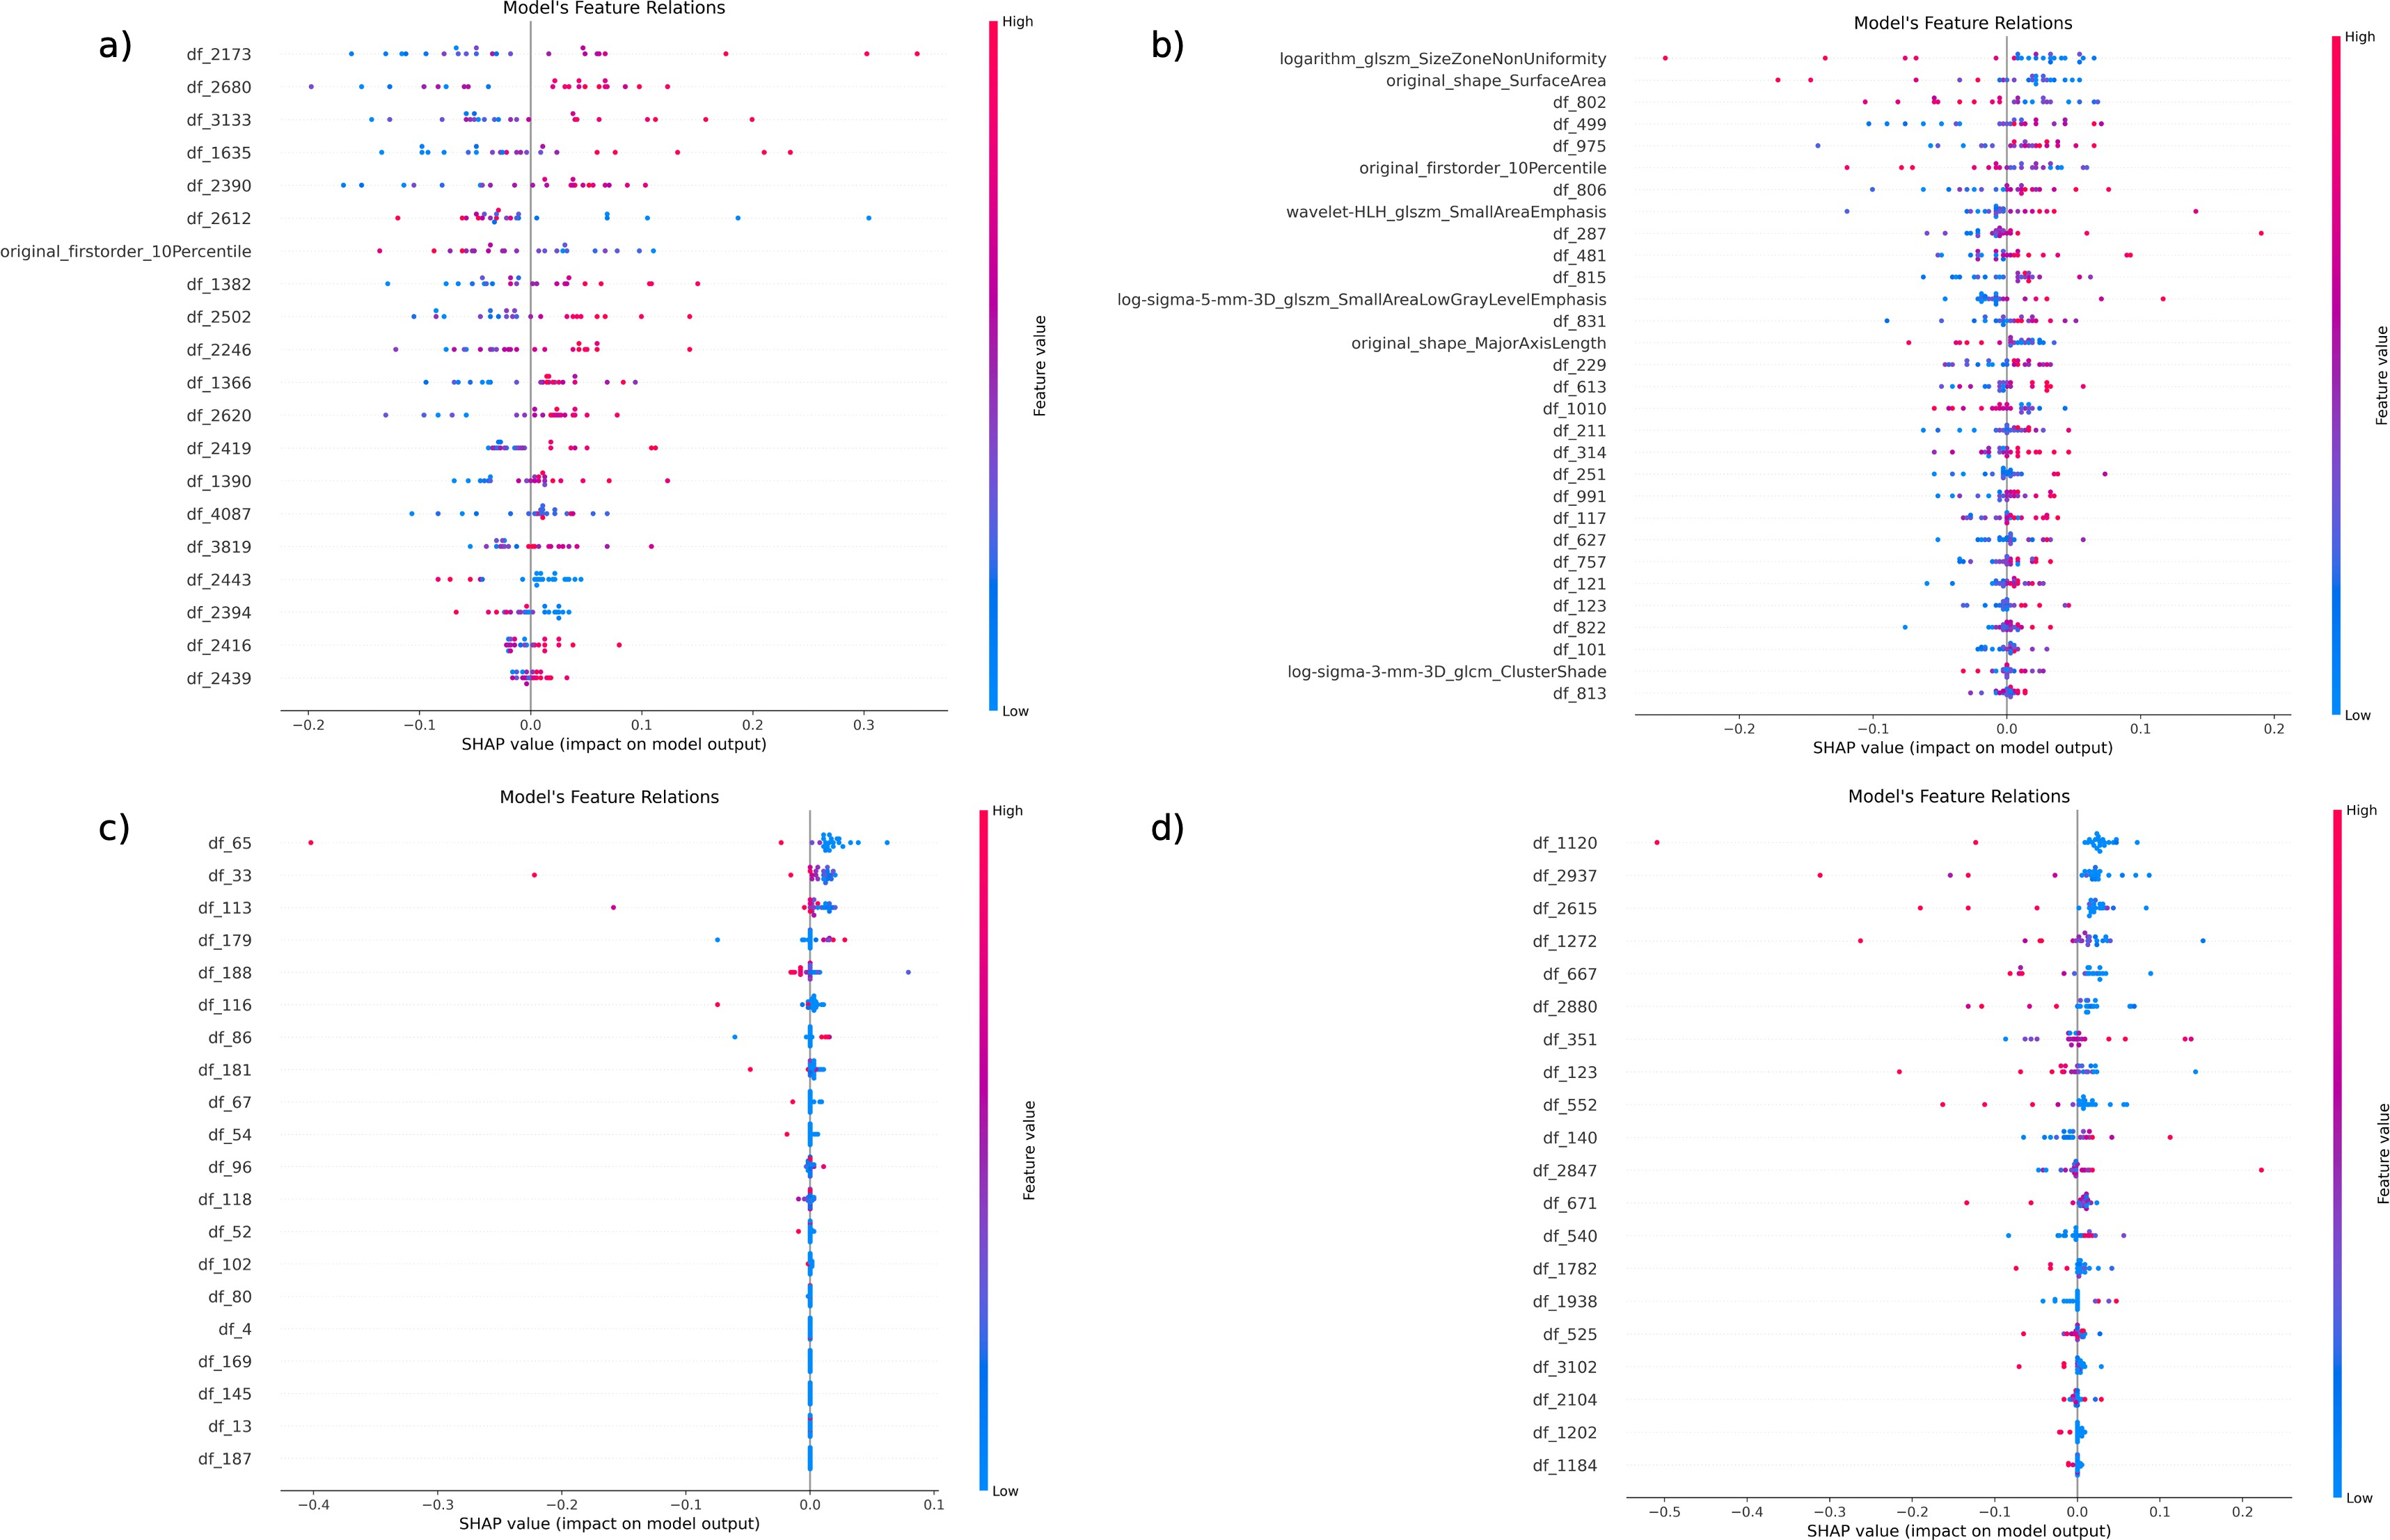 a)
Model's Feature Relations
df_2173
df_2680
df_3133
df_1635
df_2390
df_2612
original_firstorder_10Percentile
df_1382
df_2502
df_2246
df_1366
df_2620
df_2419
df_1390
df_4087
df_3819
df_2443
df_2394
df_2416
df_2439
−0.2 −0.1 0.0 0.1 0.2 0.3
SHAP value (impact on model output)
High
Feature value
Low
b)
Model's Feature Relations
logarithm_glszm_SizeZoneNonUniformity
original_shape_SurfaceArea
df_802
df_499
df_975
original_firstorder_10Percentile
df_806
wavelet-HLH_glszm_SmallAreaEmphasis
df_287
df_481
df_815
log-sigma-5-mm-3D_glszm_SmallAreaLowGrayLevelEmphasis
df_831
original_shape_MajorAxisLength
df_229
df_613
df_1010
df_211
df_314
df_251
df_991
df_117
df_627
df_757
df_121
df_123
df_822
df_101
log-sigma-3-mm-3D_glcm_ClusterShade
df_813
−0.2 −0.1 0.0 0.1 0.2
SHAP value (impact on model output)
High
Feature value
Low
c)
Model's Feature Relations
df_65
df_33
df_113
df_179
df_188
df_116
df_86
df_181
df_67
df_54
df_96
df_118
df_52
df_102
df_80
df_4
df_169
df_145
df_13
df_187
−0.4 −0.3 −0.2 −0.1 0.0 0.1
SHAP value (impact on model output)
High
Feature value
Low
d)
Model's Feature Relations
df_1120
df_2937
df_2615
df_1272
df_667
df_2880
df_351
df_123
df_552
df_140
df_2847
df_671
df_540
df_1782
df_1938
df_525
df_3102
df_2104
df_1202
df_1184
−0.5 −0.4 −0.3 −0.2 −0.1 0.0 0.1 0.2
SHAP value (impact on model output)
High
Feature value
Low